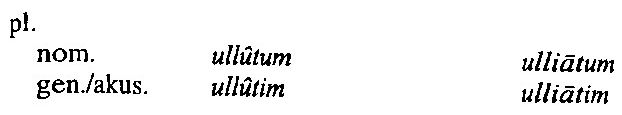 pl.
nom. ullûtum ulliātum
gen./akus. ullûtim ulliātim